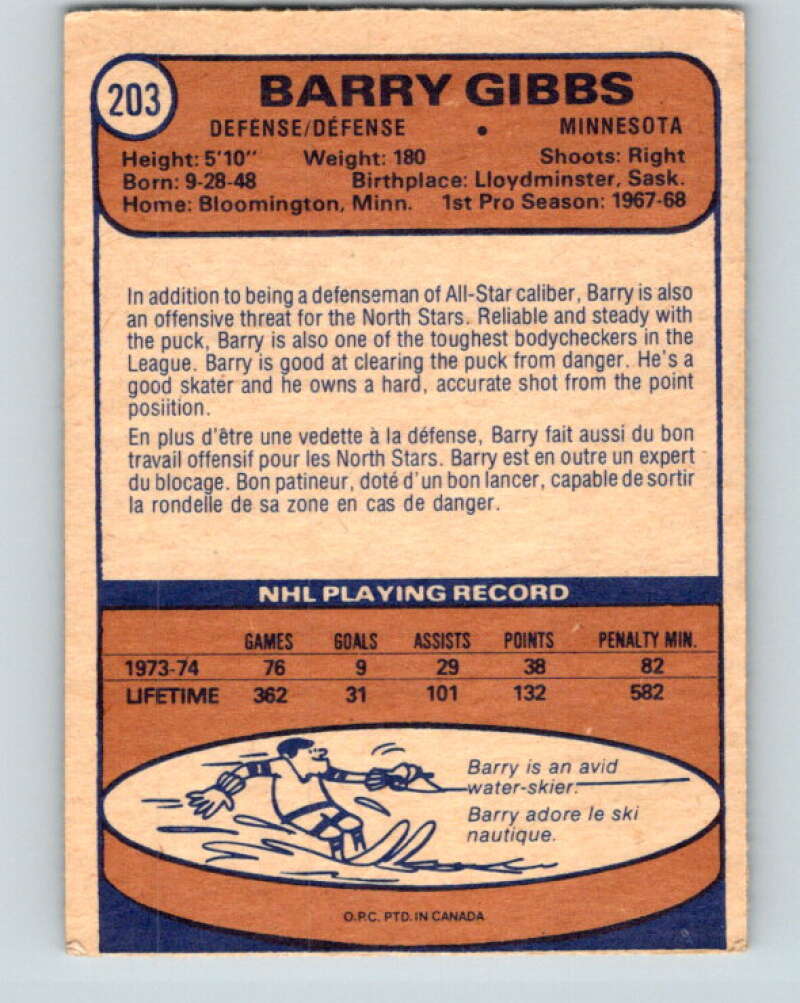 203
BARRY GIBBS
DEFENSE/DÉFENSE • MINNESOTA
Height: 5'10" Weight: 180 Shoots: Right
Born: 9-28-48 Birthplace: Lloydminster, Sask.
Home: Bloomington, Minn. 1st Pro Season: 1967-68
In addition to being a defenseman of All-Star caliber, Barry is also
an offensive threat for the North Stars. Reliable and steady with
the puck, Barry is also one of the toughest bodycheckers in the
League. Barry is good at clearing the puck from danger. He's a
good skater and he owns a hard, accurate shot from the point
posiition.
En plus d'être une vedette à la défense, Barry fait aussi du bon
travail offensif pour les North Stars. Barry est en outre un expert
du blocage. Bon patineur, doté d'un bon lancer, capable de sortir
la rondelle de sa zone en cas de danger.
NHL PLAYING RECORD
GAMES GOALS ASSISTS POINTS PENALTY MIN.
1973-74 76 9 29 38 82
LIFETIME 362 31 101 132 582
Barry is an avid
water-skier.
Barry adore le ski
nautique.
O.P.C. PTD. IN CANADA